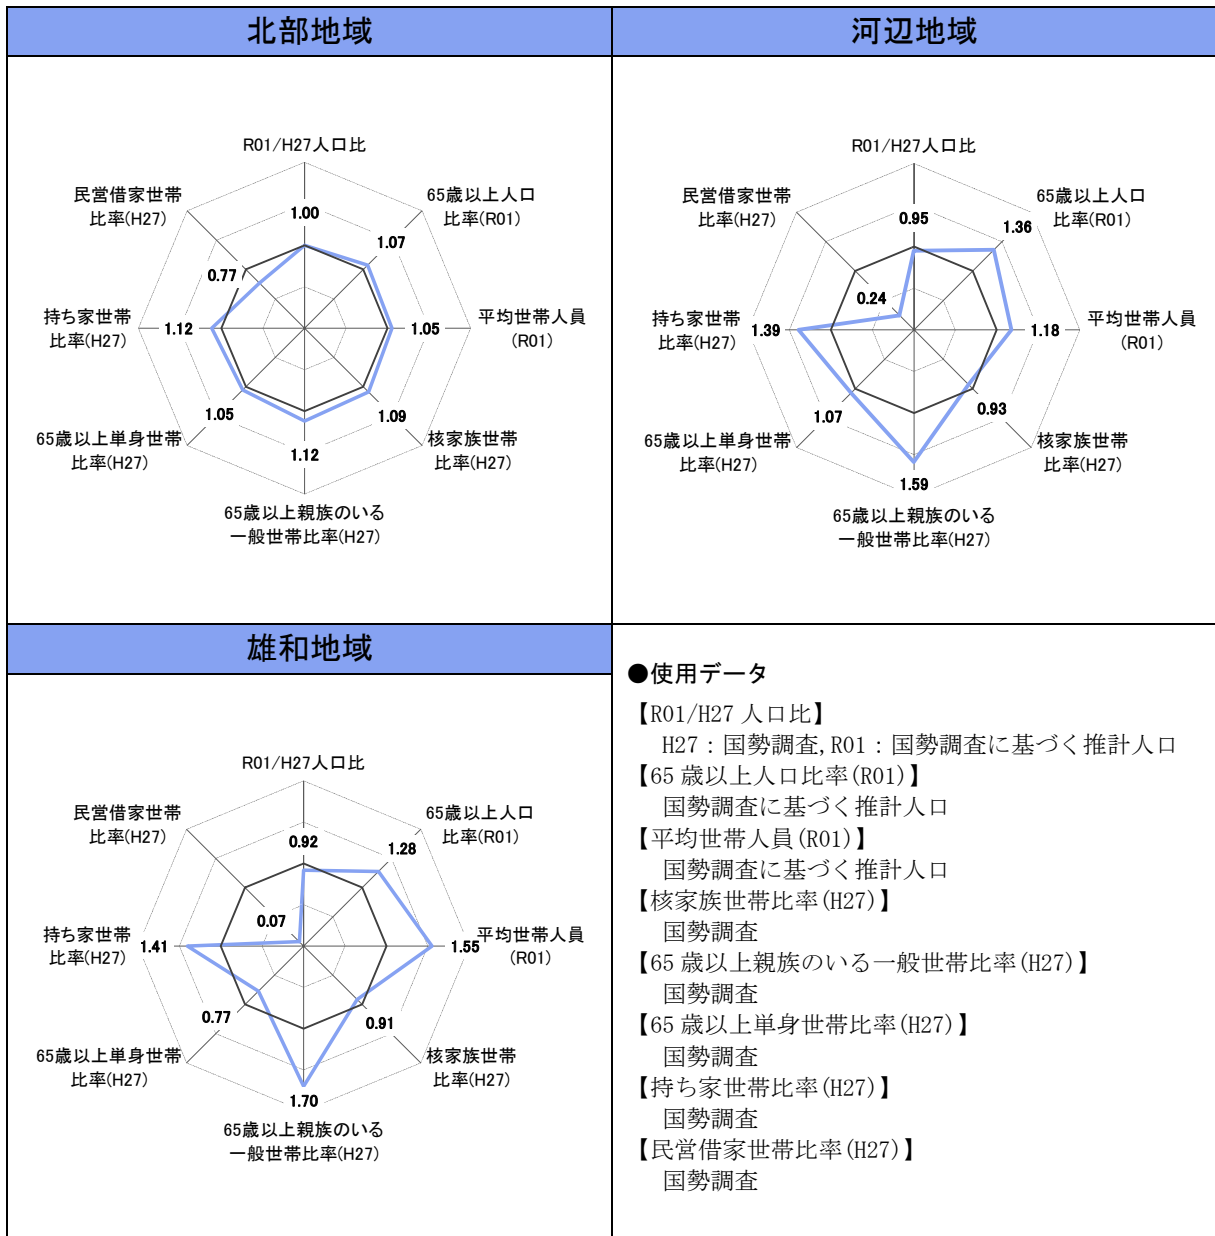 北部地域
R01/H27人口比
65歳以上人口
比率(R01)
平均世帯人員
(R01)
核家族世帯
比率(H27)
65歳以上親族のいる
一般世帯比率(H27)
65歳以上単身世帯
比率(H27)
持ち家世帯
比率(H27)
民営借家世帯
比率(H27)
1.00
1.07
1.05
1.09
1.12
1.05
1.12
0.77
河辺地域
R01/H27人口比
65歳以上人口
比率(R01)
平均世帯人員
(R01)
核家族世帯
比率(H27)
65歳以上親族のいる
一般世帯比率(H27)
65歳以上単身世帯
比率(H27)
持ち家世帯
比率(H27)
民営借家世帯
比率(H27)
0.95
1.36
1.18
0.93
1.59
1.07
1.39
0.24
雄和地域
R01/H27人口比
65歳以上人口
比率(R01)
平均世帯人員
(R01)
核家族世帯
比率(H27)
65歳以上親族のいる
一般世帯比率(H27)
65歳以上単身世帯
比率(H27)
持ち家世帯
比率(H27)
民営借家世帯
比率(H27)
0.92
1.28
1.55
0.91
1.70
0.77
1.41
0.07
●使用データ
【R01/H27 人口比】
H27：国勢調査,R01：国勢調査に基づく推計人口
【65 歳以上人口比率(R01)】
国勢調査に基づく推計人口
【平均世帯人員(R01)】
国勢調査に基づく推計人口
【核家族世帯比率(H27)】
国勢調査
【65 歳以上親族のいる一般世帯比率(H27)】
国勢調査
【65 歳以上単身世帯比率(H27)】
国勢調査
【持ち家世帯比率(H27)】
国勢調査
【民営借家世帯比率(H27)】
国勢調査